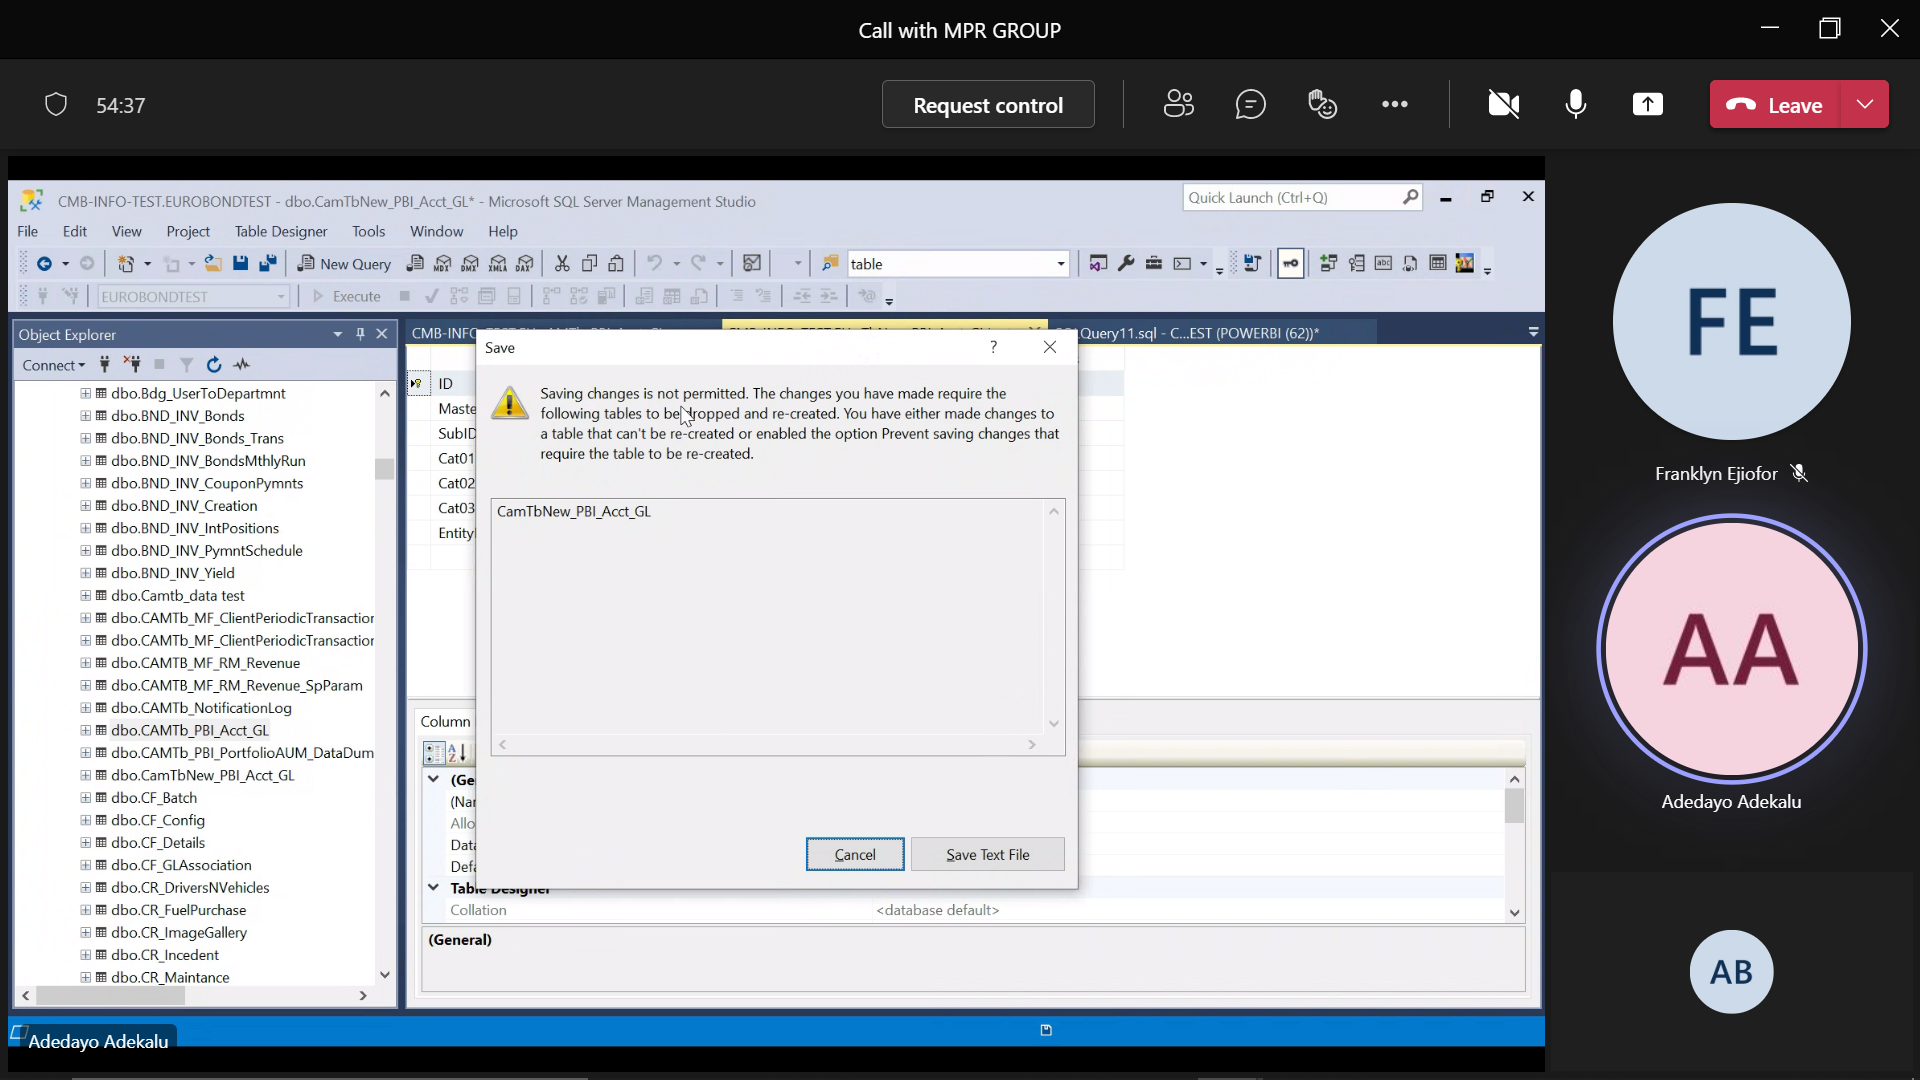 Call with MPR GROUP
54:37
Request control
Leave
CMB-INFO-TEST.EUROBONDTEST - dbo.CamTbNew_PBI_Acct_GL* - Microsoft SQL Server Management Studio
Quick Launch (Ctrl+Q)
File Edit View Project Table Designer Tools Window Help
New Query
MDX DMX XMLA DAX
table
EUROBONDTEST
Execute
Object Explorer
Query11.sql - C...EST (POWERBI (62))*
Connect
dbo.Bdg_UserToDepartmnt
dbo.BND_INV_Bonds
dbo.BND_INV_Bonds_Trans
dbo.BND_INV_BondsMthlyRun
dbo.BND_INV_CouponPymnts
dbo.BND_INV_Creation
dbo.BND_INV_IntPositions
dbo.BND_INV_PymntSchedule
dbo.BND_INV_Yield
dbo.Camtb_data test
dbo.CAMTb_MF_ClientPeriodicTransaction
dbo.CAMTb_MF_ClientPeriodicTransaction
dbo.CAMTB_MF_RM_Revenue
dbo.CAMTB_MF_RM_Revenue_SpParam
dbo.CAMTb_NotificationLog
dbo.CAMTb_PBI_Acct_GL
dbo.CAMTb_PBI_PortfolioAUM_DataDum
dbo.CamTbNew_PBI_Acct_GL
dbo.CF_Batch
dbo.CF_Config
dbo.CF_Details
dbo.CF_GLAssociation
dbo.CR_DriversNVehicles
dbo.CR_FuelPurchase
dbo.CR_ImageGallery
dbo.CR_Incedent
dbo.CR_Maintance
CMB-INFO
ID
Maste
SubID
Cat01
Cat02
Cat03
Entity
Save
?
Saving changes is not permitted. The changes you have made require the
following tables to be dropped and re-created. You have either made changes to
a table that can't be re-created or enabled the option Prevent saving changes that
require the table to be re-created.
CamTbNew_PBI_Acct_GL
Cancel
Save Text File
Column
(Ge
(Nar
Allo
Data
Defa
Table Designer
Collation
<database default>
(General)
Adedayo Adekalu
FE
Franklyn Ejiofor
AA
Adedayo Adekalu
AB